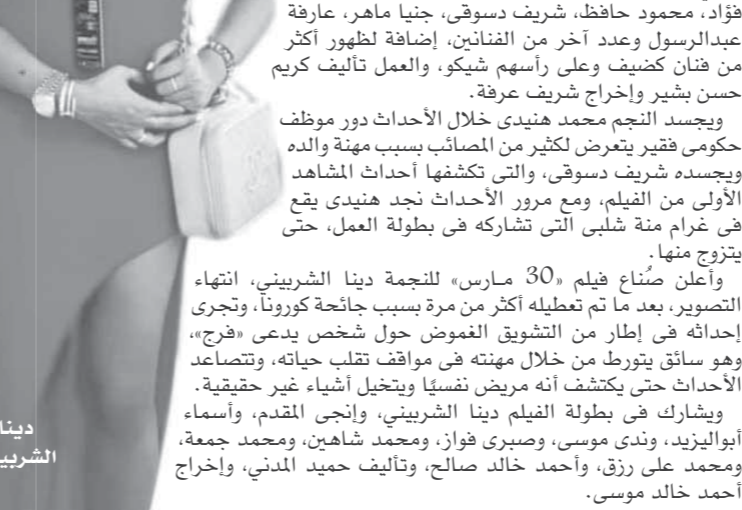 فؤاد، محمود حافظ، شريف دسوقى، جنيا ماهر، عارفة
عبدالرسول وعدد آخر من الفنانين، إضافة لظهور أكثر
من فنان كضيف وعلى رأسهم شيكو، والعمل تأليف كريم
حسن بشير وإخراج شريف عرفة.
ويجسد النجم محمد هنيدى خلال الأحداث دور موظف
حكومى فقير يتعرض لكثير من المصائب بسبب مهنة والده
ويجسده شريف دسوقى، والتى تكشفها أحداث المشاهد
الأولى من الفيلم، ومع مرور الأحداث نجد هنيدى يقع
فى غرام منة شلبى التى تشاركه فى بطولة العمل، حتى
يتزوج منها.
وأعلن صُناع فيلم «30 مـارس» للنجمة دينا الشربيني، انتهاء
التصوير، بعد ما تم تعطيله أكثر من مرة بسبب جائحة كورونا، وتجرى
إحداثه فى إطار من التشويق الغموض حول شخص يدعى «فرج»،
وهو سائق يتورط من خلال مهنته فى مواقف تقلب حياته، وتتصاعد
الأحداث حتى يكتشف أنه مريض نفسيًا ويتخيل أشياء غير حقيقية.
ويشارك فى بطولة الفيلم دينا الشربيني، وإنجى المقدم، وأسماء
أبواليزيد، وندى موسى، وصبرى فواز، ومحمد شاهين، ومحمد جمعة،
ومحمد على رزق، وأحمد خالد صالح، وتأليف حميد المدني، وإخراج
أحمد خالد موسى.
دينا